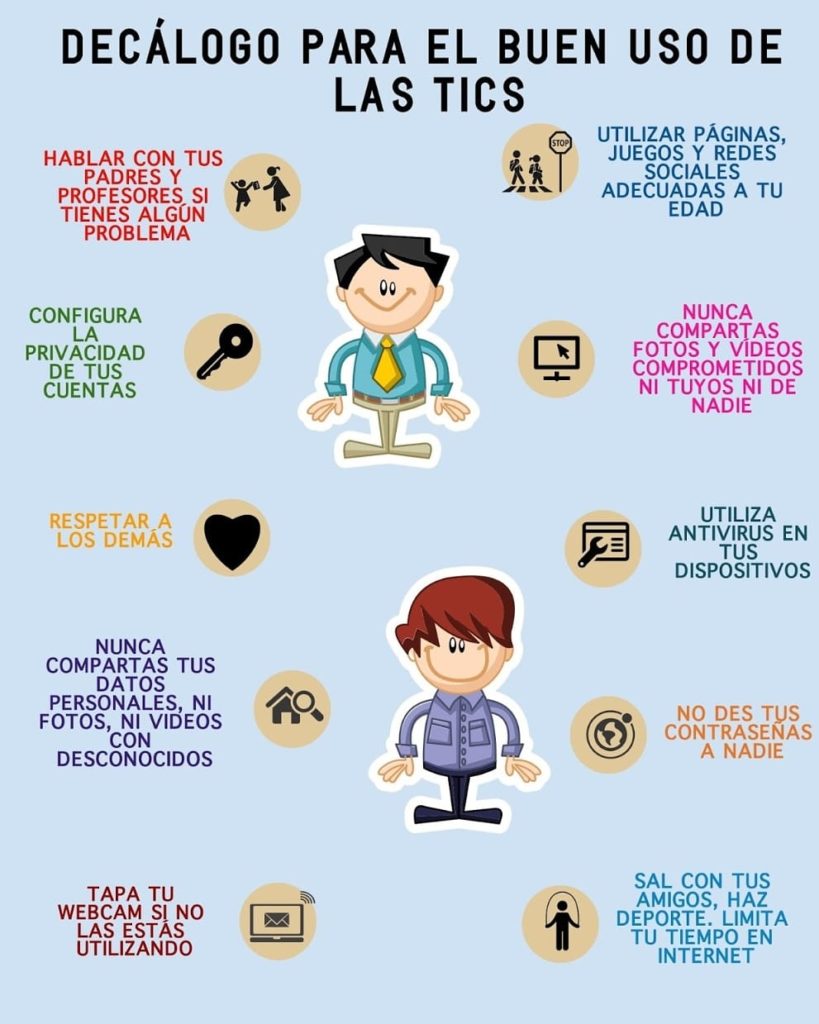 DECÁLOGO PARA EL BUEN USO DE
LAS TICS
HABLAR CON TUS
PADRES Y
PROFESORES SI
TIENES ALGÚN
PROBLEMA
STOP
UTILIZAR PÁGINAS,
JUEGOS Y REDES
SOCIALES
ADECUADAS A TU
EDAD
CONFIGURA
LA
PRIVACIDAD
DE TUS
CUENTAS
NUNCA
COMPARTAS
FOTOS Y VÍDEOS
COMPROMETIDOS
NI TUYOS NI DE
NADIE
RESPETAR A
LOS DEMÁS
UTILIZA
ANTIVIRUS EN
TUS
DISPOSITIVOS
NUNCA
COMPARTAS TUS
DATOS
PERSONALES, NI
FOTOS, NI VIDEOS
CON
DESCONOCIDOS
NO DES TUS
CONTRASEÑAS
A NADIE
TAPA TU
WEBCAM SI NO
LAS ESTÁS
UTILIZANDO
SAL CON TUS
AMIGOS, HAZ
DEPORTE. LIMITA
TU TIEMPO EN
INTERNET